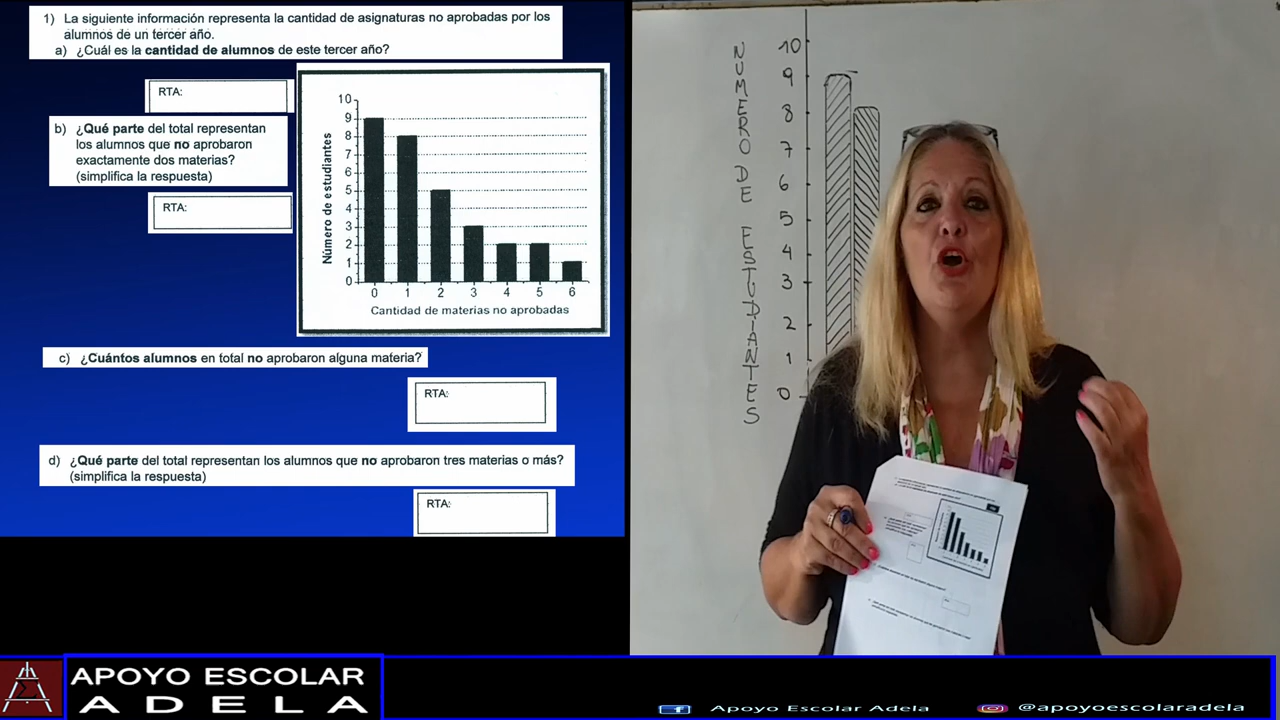 1) La siguiente información representa la cantidad de asignaturas no aprobadas por los
alumnos de un tercer año.
a) ¿Cuál es la cantidad de alumnos de este tercer año?
RTA:
b) ¿Qué parte del total representan
los alumnos que no aprobaron
exactamente dos materias?
(simplifica la respuesta)
RTA:
Número de estudiantes
10
9
8
7
6
5
4
3
2
1
0
0 1 2 3 4 5 6
Cantidad de materias no aprobadas
c) ¿Cuántos alumnos en total no aprobaron alguna materia?
RTA:
d) ¿Qué parte del total representan los alumnos que no aprobaron tres materias o más?
(simplifica la respuesta)
RTA:
NUMERO DE ESTUDIANTES
10
9
8
7
6
5
4
3
2
1
0
APOYO ESCOLAR
ADELA
Apoyo Escolar Adela
@apoyoescolaradela